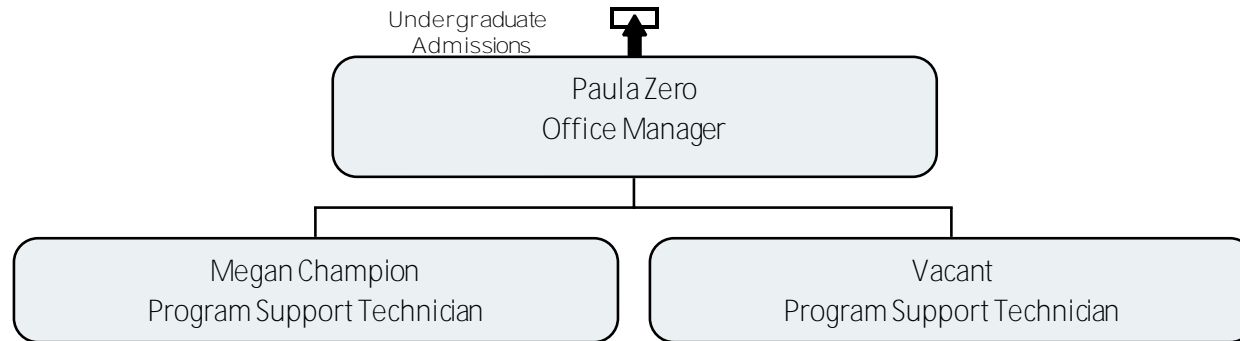 Undergraduate
Admissions
Paula Zero
Office Manager
Megan Champion
Program Support Technician
Vacant
Program Support Technician